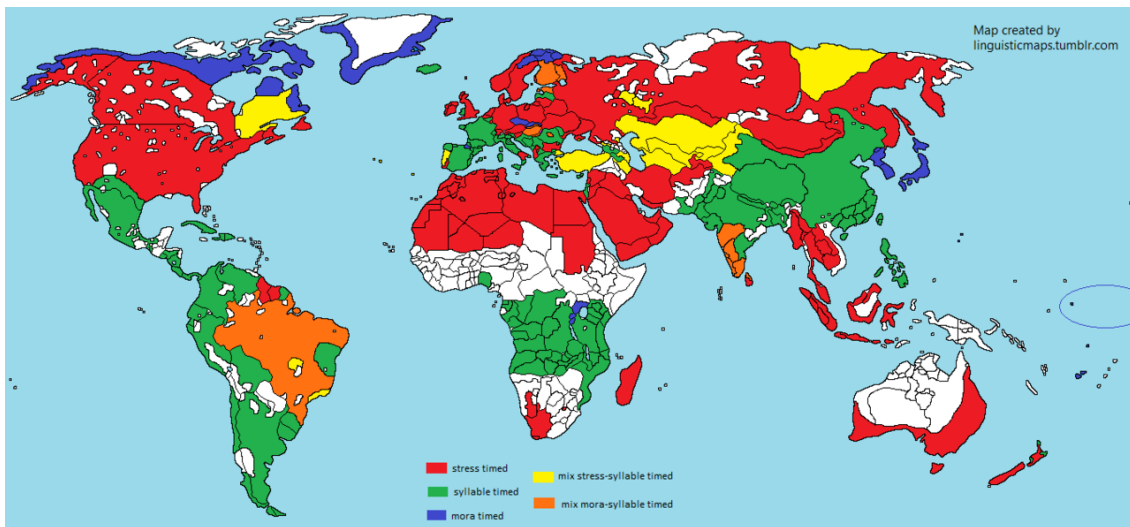 Map created by
linguisticmaps.tumblr.com
stress timed
syllable timed
mora timed
mix stress-syllable timed
mix mora-syllable timed